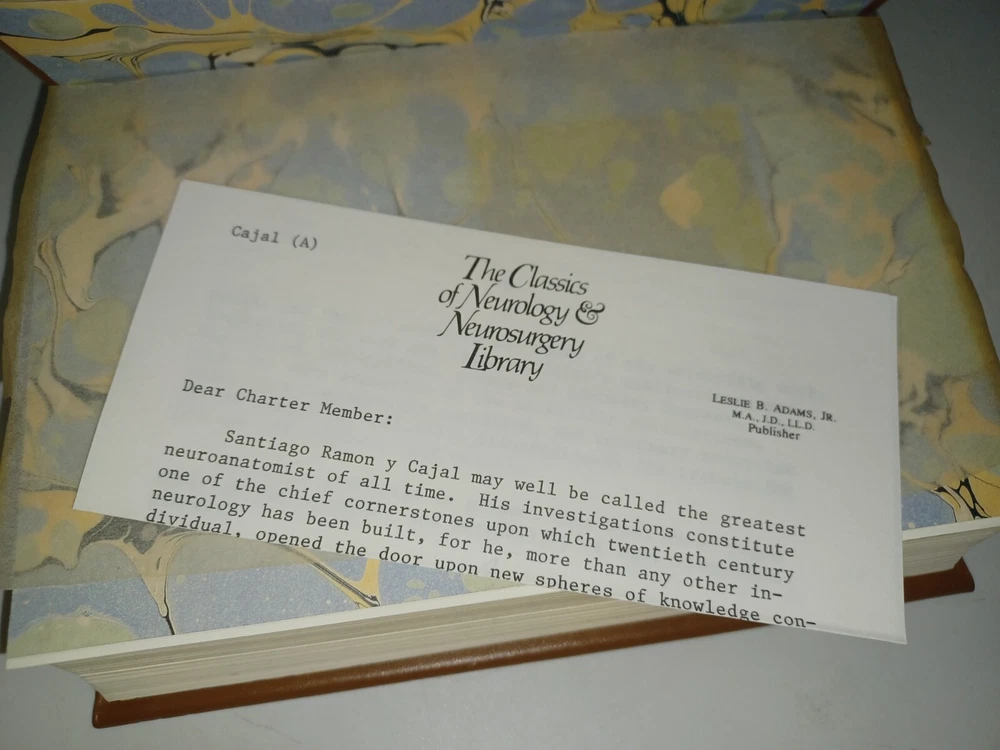 Cajal (A)
The Classics
of Neurology &
Neurosurgery
Library
LESLIE B. ADAMS, JR.
M.A., J.D., LL.D.
Publisher
Dear Charter Member:
Santiago Ramon y Cajal may well be called the greatest
neuroanatomist of all time. His investigations constitute
one of the chief cornerstones upon which twentieth century
neurology has been built, for he, more than any other in-
dividual, opened the door upon new spheres of knowledge con-